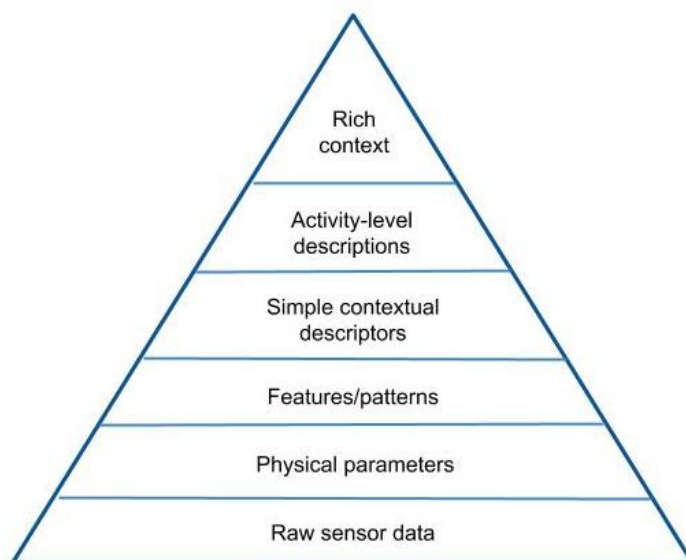 Rich
context
Activity-level
descriptions
Simple contextual
descriptors
Features/patterns
Physical parameters
Raw sensor data